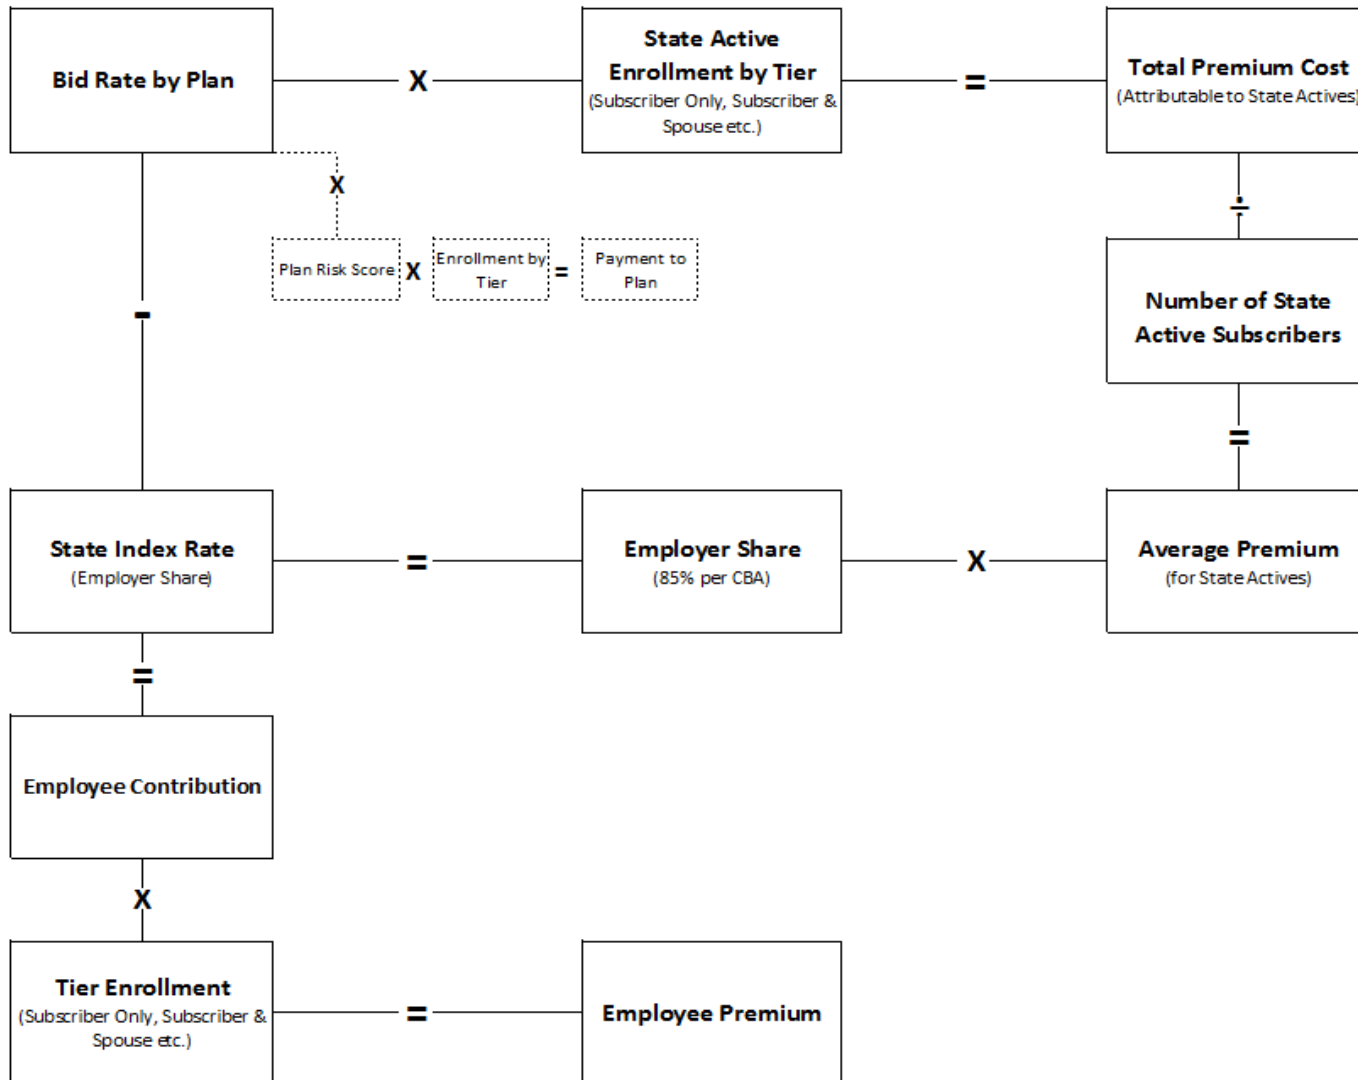 Bid Rate by Plan
X
State Active
Enrollment by Tier
(Subscriber Only, Subscriber &
Spouse etc.)
=
Total Premium Cost
(Attributable to State Actives)
X
÷
Plan Risk Score
X
Enrollment by
Tier
=
Payment to
Plan
Number of State
Active Subscribers
-
=
State Index Rate
(Employer Share)
=
Employer Share
(85% per CBA)
X
Average Premium
(for State Actives)
=
Employee Contribution
X
Tier Enrollment
(Subscriber Only, Subscriber &
Spouse etc.)
=
Employee Premium